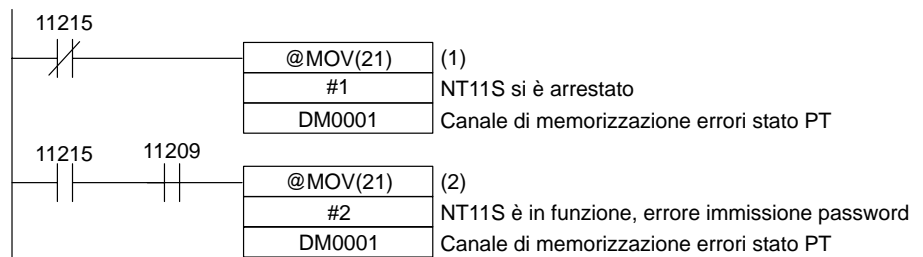 11215
@MOV(21) (1)
#1 NT11S si è arrestato
DM0001 Canale di memorizzazione errori stato PT
11215 11209
@MOV(21) (2)
#2 NT11S è in funzione, errore immissione password
DM0001 Canale di memorizzazione errori stato PT